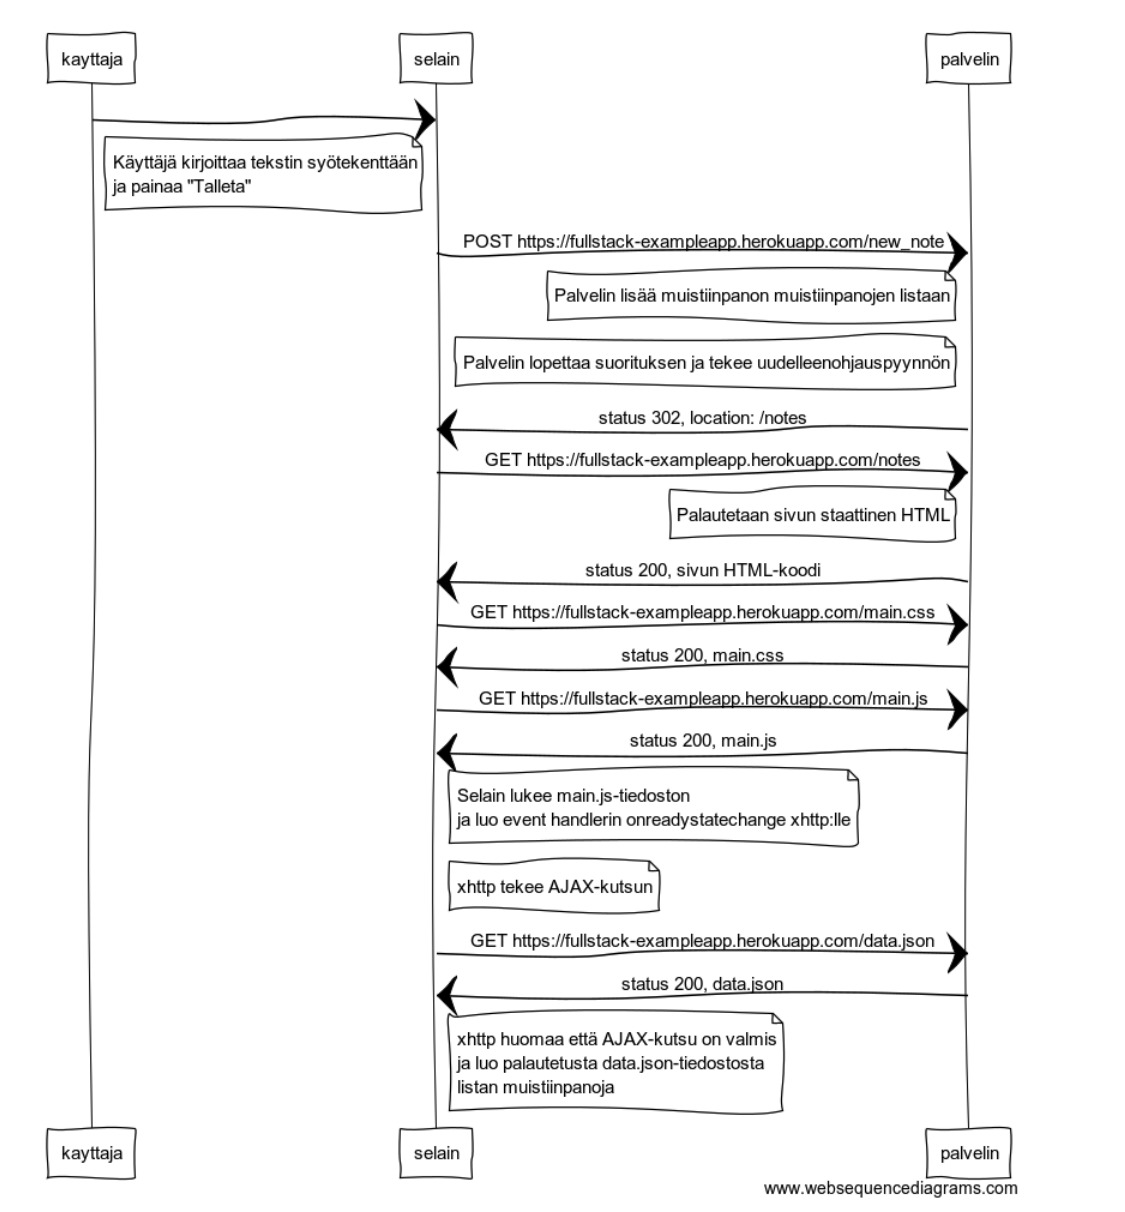 kayttaja
selain
palvelin
Käyttäjä kirjoittaa tekstin syötekenttään
ja painaa "Talleta"
POST https://fullstack-exampleapp.herokuapp.com/new_note
Palvelin lisää muistiinpanon muistiinpanojen listaan
Palvelin lopettaa suorituksen ja tekee uudelleenohjauspyynnön
status 302, location: /notes
GET https://fullstack-exampleapp.herokuapp.com/notes
Palautetaan sivun staattinen HTML
status 200, sivun HTML-koodi
GET https://fullstack-exampleapp.herokuapp.com/main.css
status 200, main.css
GET https://fullstack-exampleapp.herokuapp.com/main.js
status 200, main.js
Selain lukee main.js-tiedoston
ja luo event handlerin onreadystatechange xhttp:lle
xhttp tekee AJAX-kutsun
GET https://fullstack-exampleapp.herokuapp.com/data.json
status 200, data.json
xhttp huomaa että AJAX-kutsu on valmis
ja luo palautetusta data.json-tiedostosta
listan muistiinpanoja
kayttaja
selain
palvelin
www.websequencediagrams.com